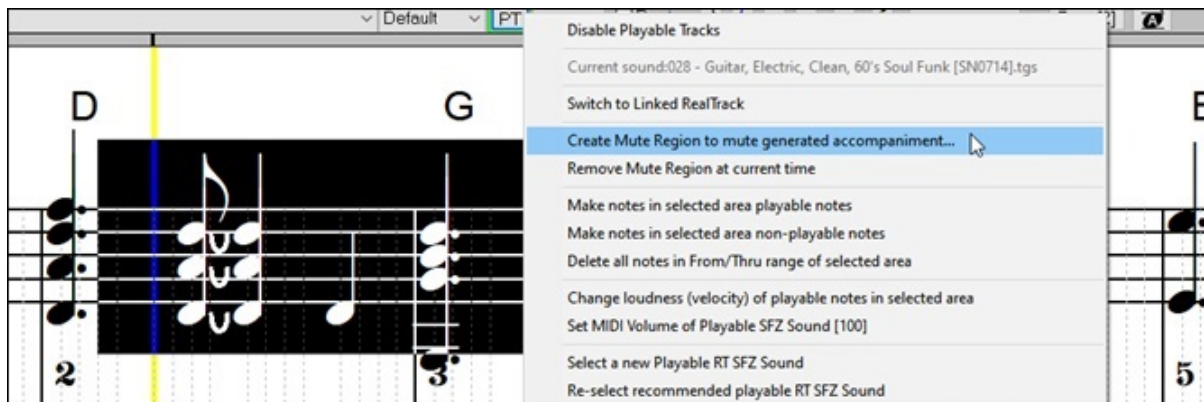 Default PT
Disable Playable Tracks
Current sound:028 - Guitar, Electric, Clean, 60's Soul Funk [SN0714].tgs
Switch to Linked RealTrack
D G E
Create Mute Region to mute generated accompaniment...
Remove Mute Region at current time
Make notes in selected area playable notes
Make notes in selected area non-playable notes
Delete all notes in From/Thru range of selected area
Change loudness (velocity) of playable notes in selected area
Set MIDI Volume of Playable SFZ Sound [100]
Select a new Playable RT SFZ Sound
2 3 5
Re-select recommended playable RT SFZ Sound